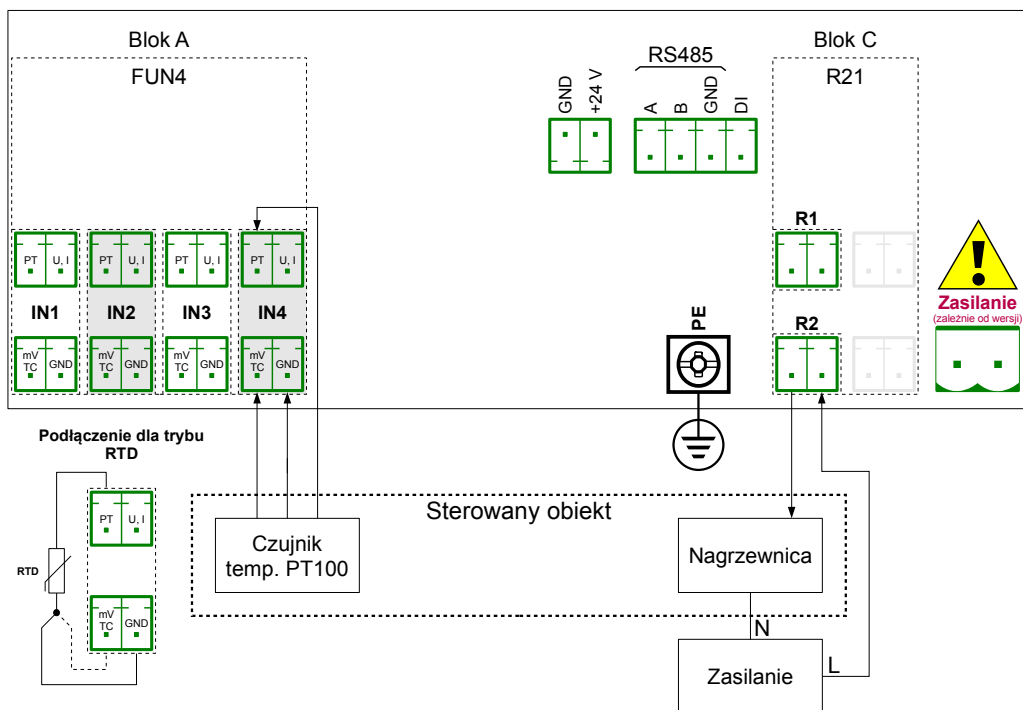 Blok A
FUN4
RS485
GND
+24 V
A
B
GND
DI
Blok C
R21
PT
U, I
PT
U, I
PT
U, I
PT
U, I
IN1
IN2
IN3
IN4
mV
TC
GND
mV
TC
GND
mV
TC
GND
mV
TC
GND
PE
R1
R2
Zasilanie
(zależnie od wersji)
Podłączenie dla trybu
RTD
PT
U, I
RTD
mV
TC
GND
Sterowany obiekt
Czujnik
temp. PT100
Nagrzewnica
N
L
Zasilanie